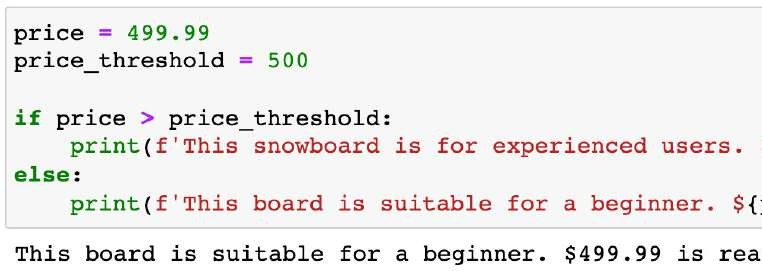 price = 499.99
price_threshold = 500
if price > price_threshold:
print(f'This snowboard is for experienced users.
else:
print(f'This board is suitable for a beginner. ${
This board is suitable for a beginner. $499.99 is